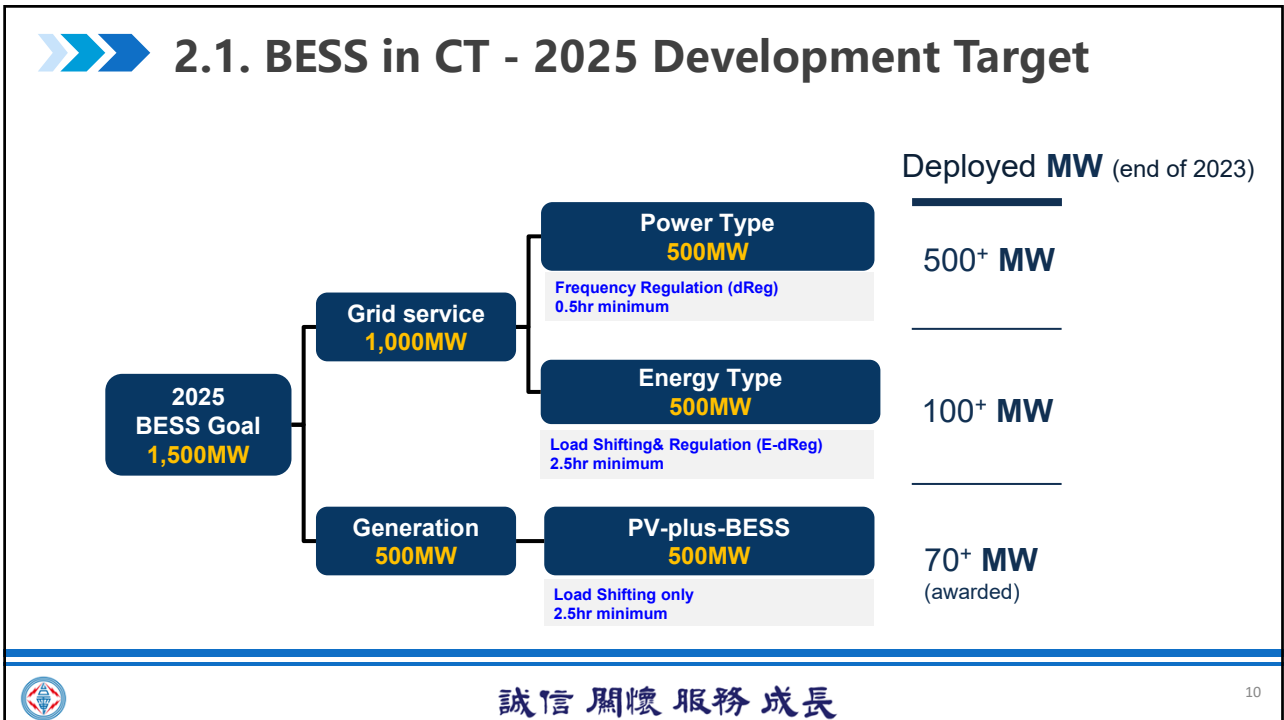 2.1. BESS in CT - 2025 Development Target
Deployed MW (end of 2023)
2025
BESS Goal
1,500MW
Grid service
1,000MW
Power Type
500MW
Frequency Regulation (dReg)
0.5hr minimum
500⁺ MW
Energy Type
500MW
Load Shifting& Regulation (E-dReg)
2.5hr minimum
100⁺ MW
Generation
500MW
PV-plus-BESS
500MW
Load Shifting only
2.5hr minimum
70⁺ MW
(awarded)
誠信 關懷 服務 成長
10